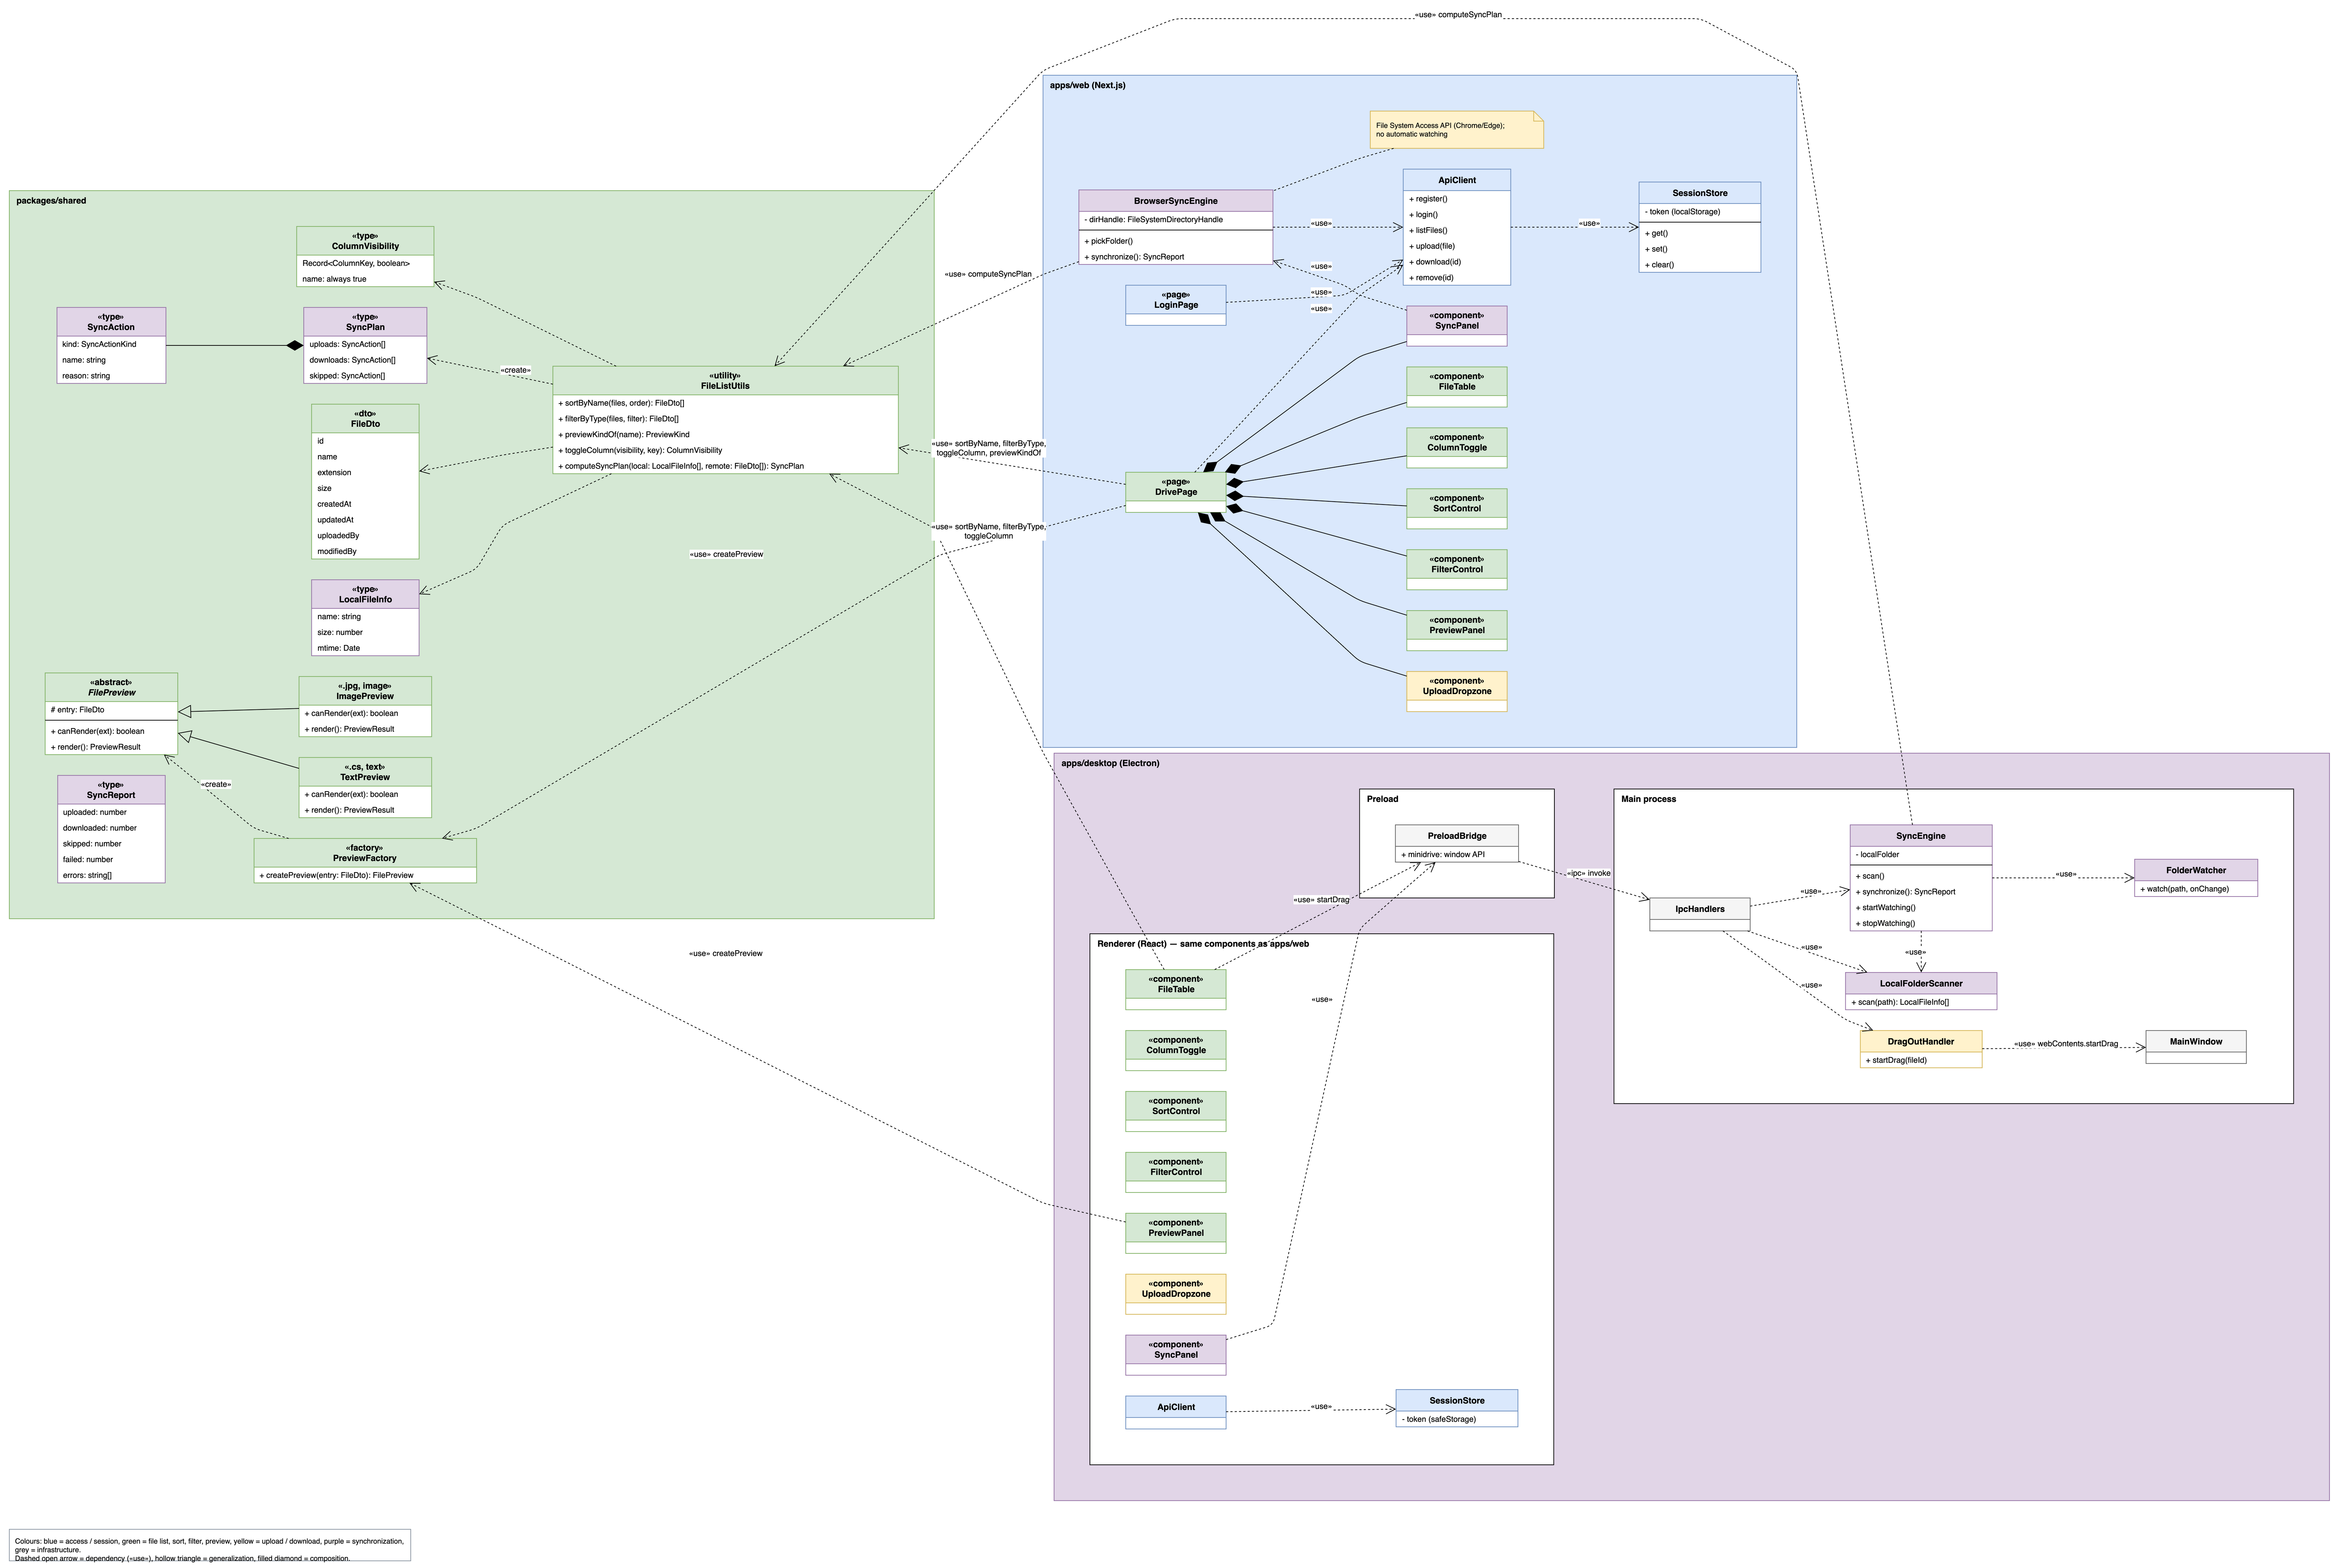 «use» computeSyncPlan
apps/web (Next.js)
File System Access API (Chrome/Edge);
no automatic watching
BrowserSyncEngine
- dirHandle: FileSystemDirectoryHandle
+ pickFolder()
+ synchronize(): SyncReport
«use»
ApiClient
+ register()
+ login()
+ listFiles()
+ upload(file)
+ download(id)
+ remove(id)
«use»
SessionStore
- token (localStorage)
+ get()
+ set()
+ clear()
«use»
«use»
«use»
«page»
LoginPage
«component»
SyncPanel
«component»
FileTable
«component»
ColumnToggle
«page»
DrivePage
«component»
SortControl
«component»
FilterControl
«component»
PreviewPanel
«component»
UploadDropzone
«use» computeSyncPlan
«use» sortByName, filterByType,
toggleColumn, previewKindOf
«use» sortByName, filterByType,
toggleColumn
packages/shared
«type»
ColumnVisibility
Record<ColumnKey, boolean>
name: always true
«type»
SyncAction
kind: SyncActionKind
name: string
reason: string
«type»
SyncPlan
uploads: SyncAction[]
downloads: SyncAction[]
skipped: SyncAction[]
«create»
«utility»
FileListUtils
+ sortByName(files, order): FileDto[]
+ filterByType(files, filter): FileDto[]
+ previewKindOf(name): PreviewKind
+ toggleColumn(visibility, key): ColumnVisibility
+ computeSyncPlan(local: LocalFileInfo[], remote: FileDto[]): SyncPlan
«dto»
FileDto
id
name
extension
size
createdAt
updatedAt
uploadedBy
modifiedBy
«use» createPreview
«type»
LocalFileInfo
name: string
size: number
mtime: Date
«abstract»
FilePreview
# entry: FileDto
+ canRender(ext): boolean
+ render(): PreviewResult
«.jpg, image»
ImagePreview
+ canRender(ext): boolean
+ render(): PreviewResult
«.cs, text»
TextPreview
+ canRender(ext): boolean
+ render(): PreviewResult
«create»
«type»
SyncReport
uploaded: number
downloaded: number
skipped: number
failed: number
errors: string[]
«factory»
PreviewFactory
+ createPreview(entry: FileDto): FilePreview
«use» createPreview
apps/desktop (Electron)
Preload
PreloadBridge
+ minidrive: window API
«ipc» invoke
«use» startDrag
Main process
SyncEngine
- localFolder
+ scan()
+ synchronize(): SyncReport
+ startWatching()
+ stopWatching()
«use»
FolderWatcher
+ watch(path, onChange)
IpcHandlers
«use»
«use»
«use»
«use»
LocalFolderScanner
+ scan(path): LocalFileInfo[]
DragOutHandler
+ startDrag(fileId)
«use» webContents.startDrag
MainWindow
Renderer (React) — same components as apps/web
«component»
FileTable
«use»
«component»
ColumnToggle
«component»
SortControl
«component»
FilterControl
«component»
PreviewPanel
«component»
UploadDropzone
«component»
SyncPanel
ApiClient
«use»
SessionStore
- token (safeStorage)
Colours: blue = access / session, green = file list, sort, filter, preview, yellow = upload / download, purple = synchronization,
grey = infrastructure.
Dashed open arrow = dependency («use»), hollow triangle = generalization, filled diamond = composition.